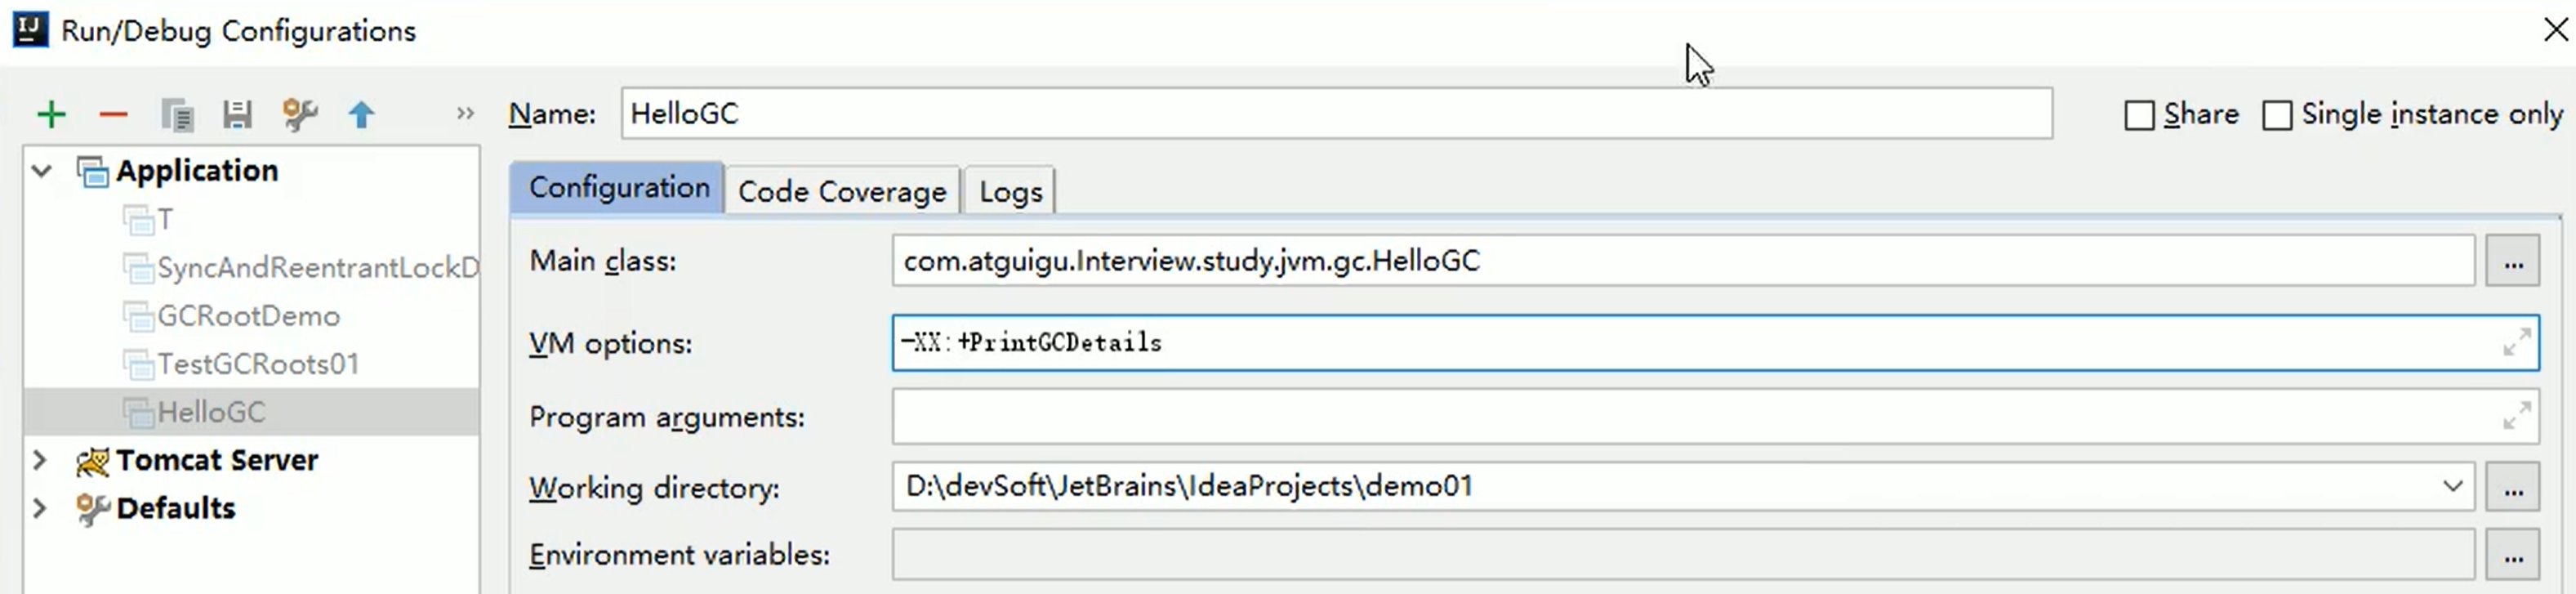 Run/Debug Configurations
Name: HelloGC
Share
Single instance only
Application
T
SyncAndReentrantLockD
GCRootDemo
TestGCRoots01
HelloGC
Tomcat Server
Defaults
Configuration
Code Coverage
Logs
Main class: com.atguigu.Interview.study.jvm.gc.HelloGC
VM options: -XX:+PrintGCDetails
Program arguments:
Working directory: D:\devSoft\JetBrains\IdeaProjects\demo01
Environment variables: